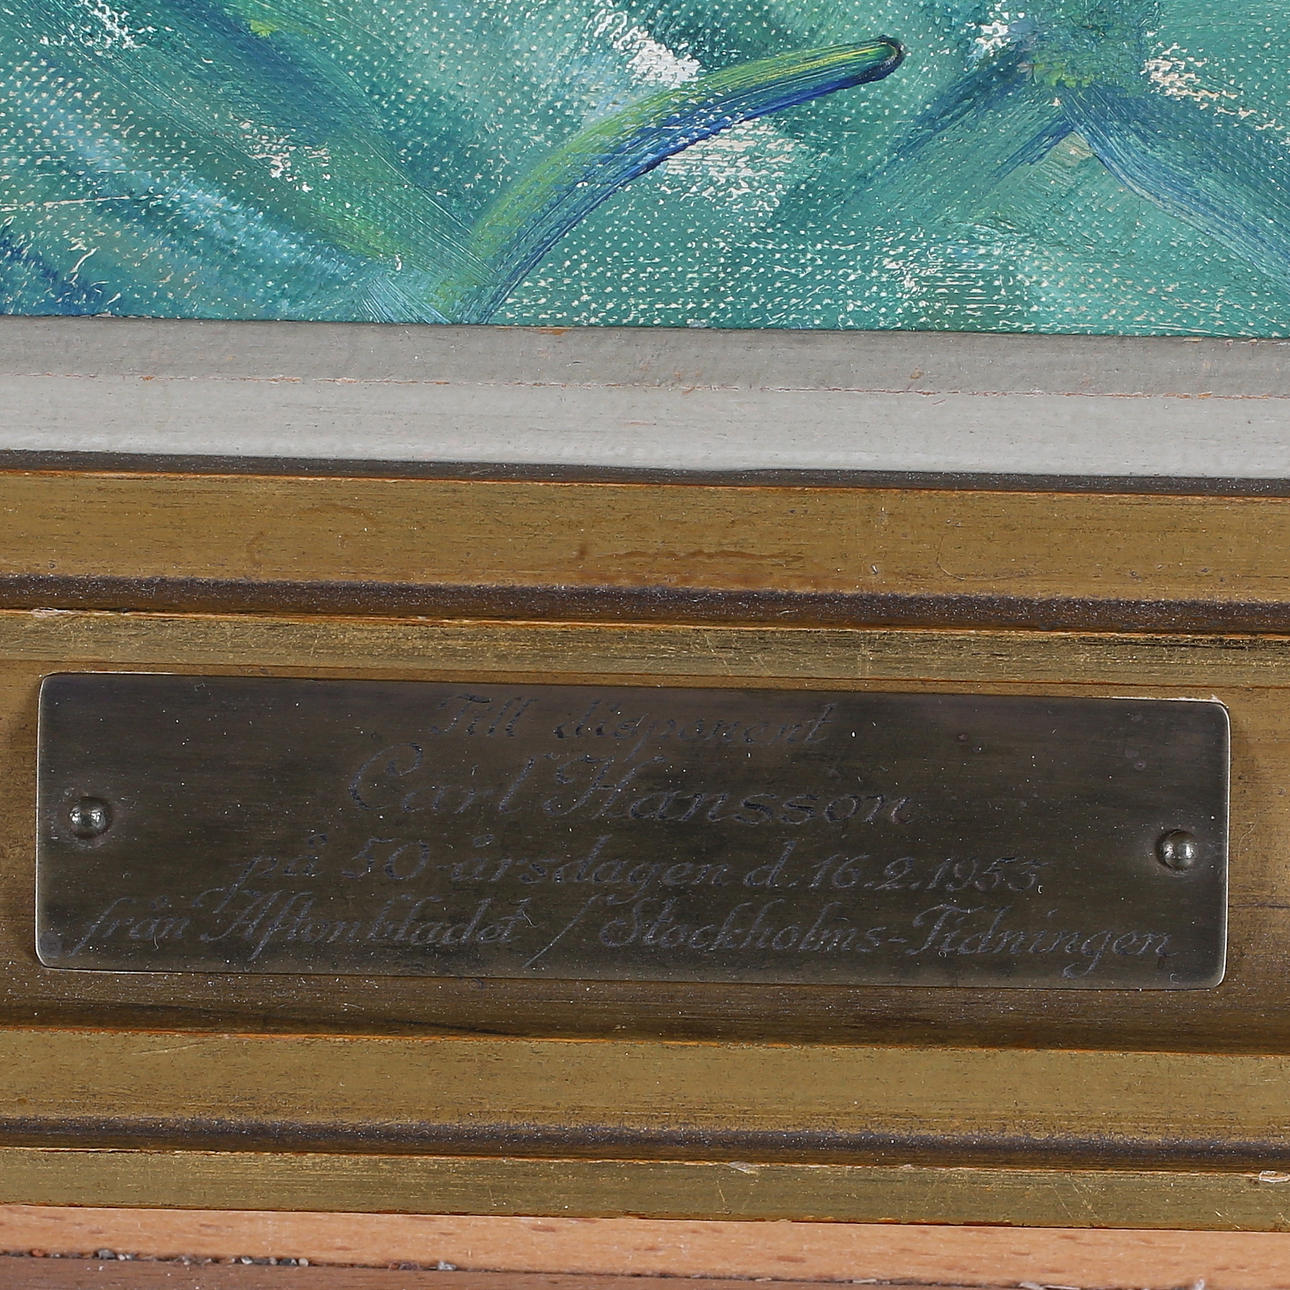 Till disponent
Carl Hansson
på 50-årsdagen d. 16.2.1953
från Aftonbladet / Stockholms-Tidningen